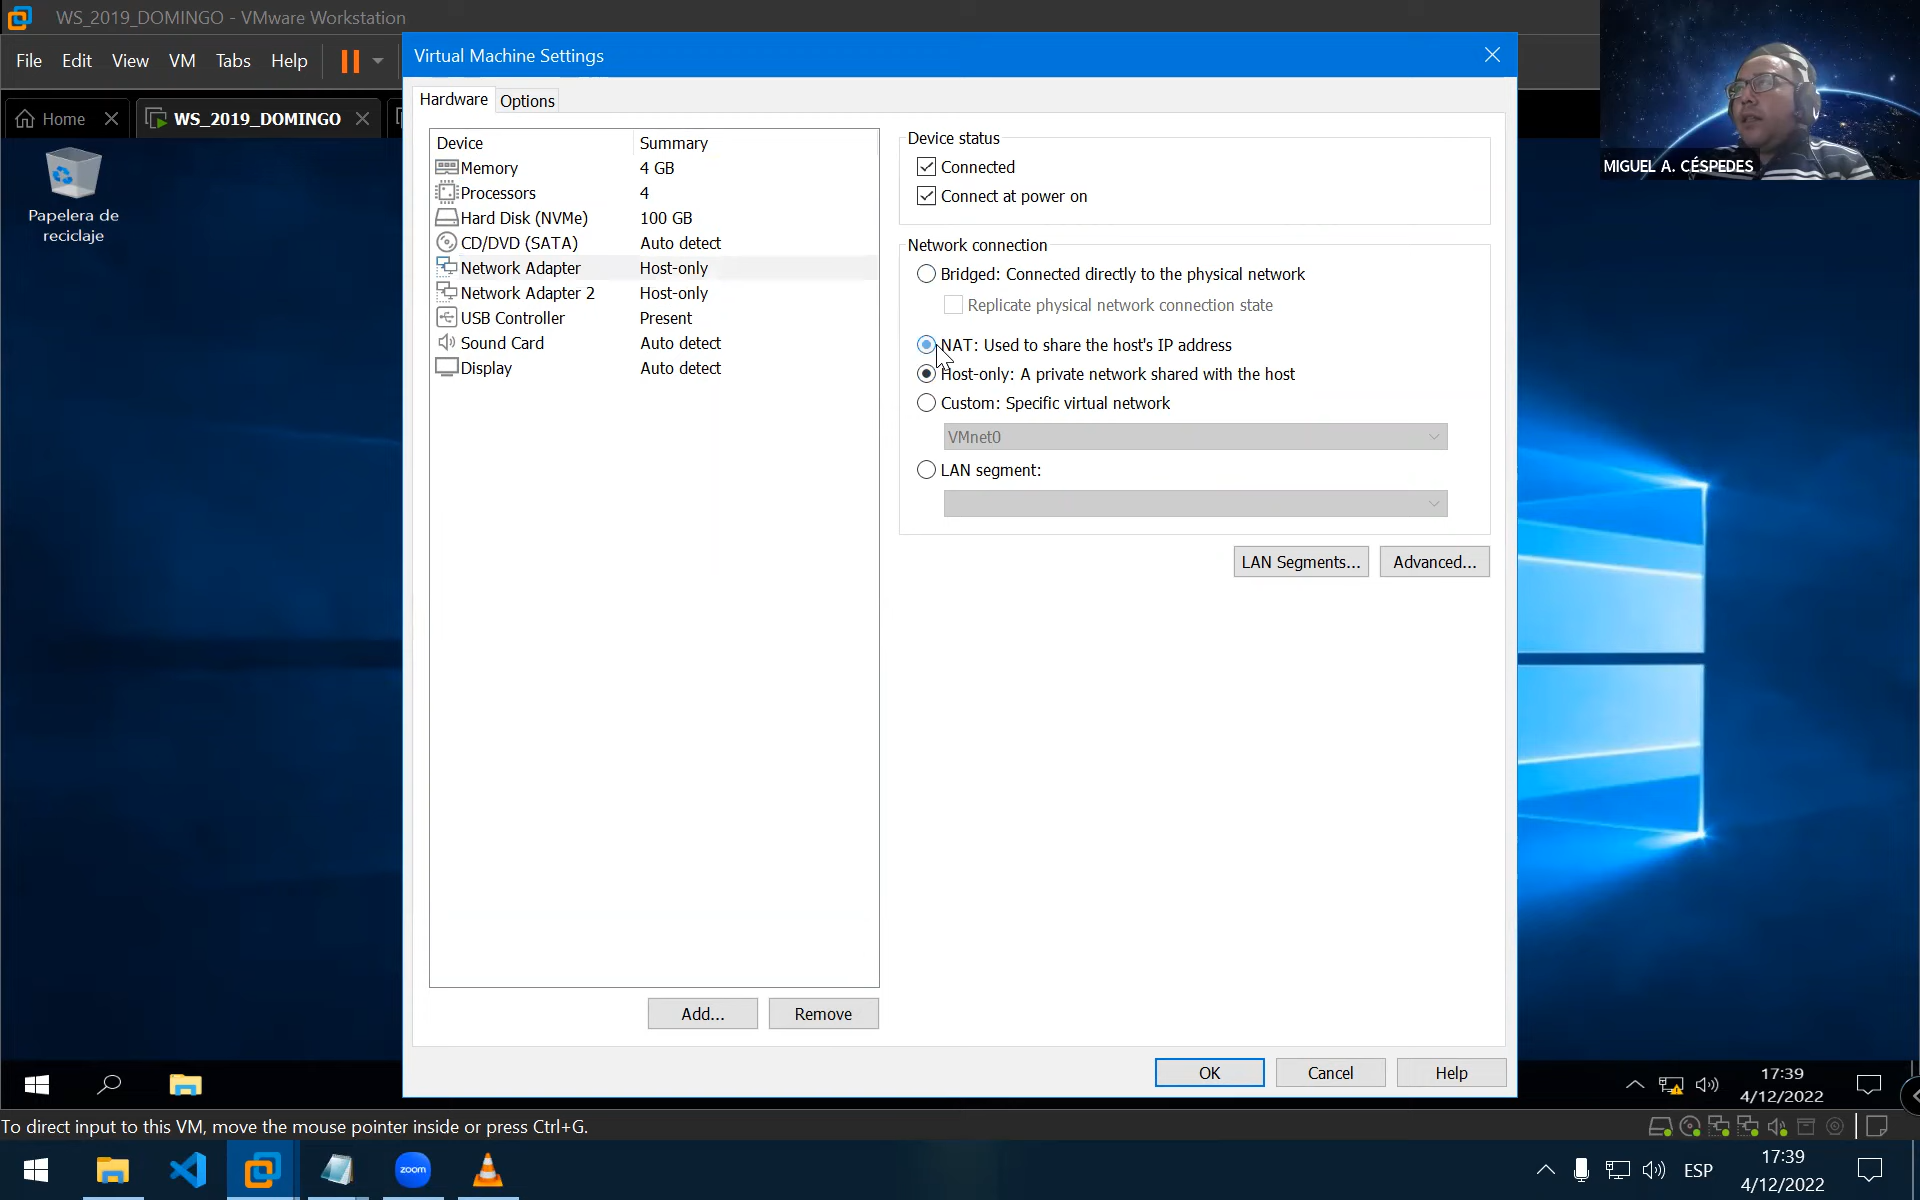 WS_2019_DOMINGO - VMware Workstation
File Edit View VM Tabs Help
Home
WS_2019_DOMINGO
Papelera de
reciclaje
Virtual Machine Settings
Hardware Options
Device Summary
Memory 4 GB
Processors 4
Hard Disk (NVMe) 100 GB
CD/DVD (SATA) Auto detect
Network Adapter Host-only
Network Adapter 2 Host-only
USB Controller Present
Sound Card Auto detect
Display Auto detect
Add... Remove
Device status
Connected
Connect at power on
Network connection
Bridged: Connected directly to the physical network
Replicate physical network connection state
NAT: Used to share the host's IP address
Host-only: A private network shared with the host
Custom: Specific virtual network
VMnet0
LAN segment:
LAN Segments... Advanced...
OK Cancel Help
MIGUEL A. CÉSPEDES
17:39
4/12/2022
To direct input to this VM, move the mouse pointer inside or press Ctrl+G.
zoom
ESP
17:39
4/12/2022